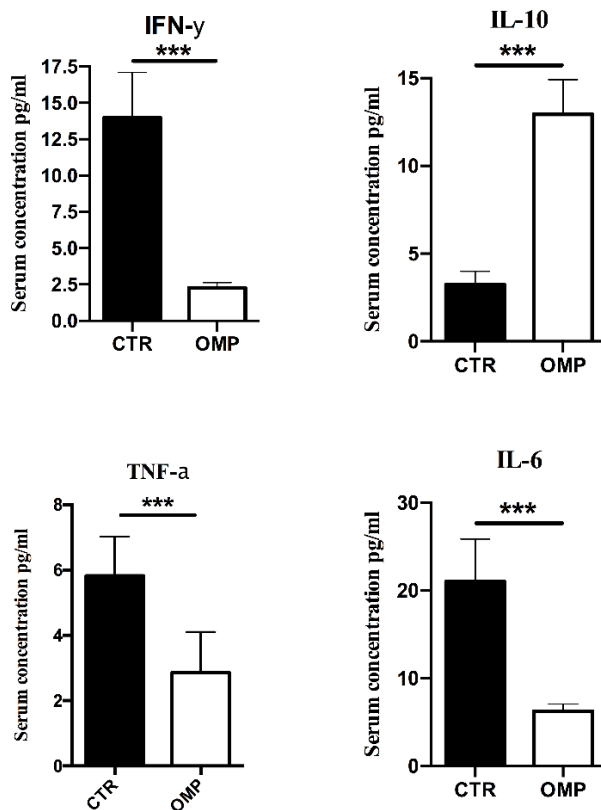 IFN-y
***
Serum concentration pg/ml
17.5
15.0
12.5
10.0
7.5
5.0
2.5
0.0
CTR OMP
IL-10
***
Serum concentration pg/ml
15
10
5
0
CTR OMP
TNF-a
***
Serum concentration pg/ml
8
6
4
2
0
CTR OMP
IL-6
***
Serum concentration pg/ml
30
20
10
0
CTR OMP